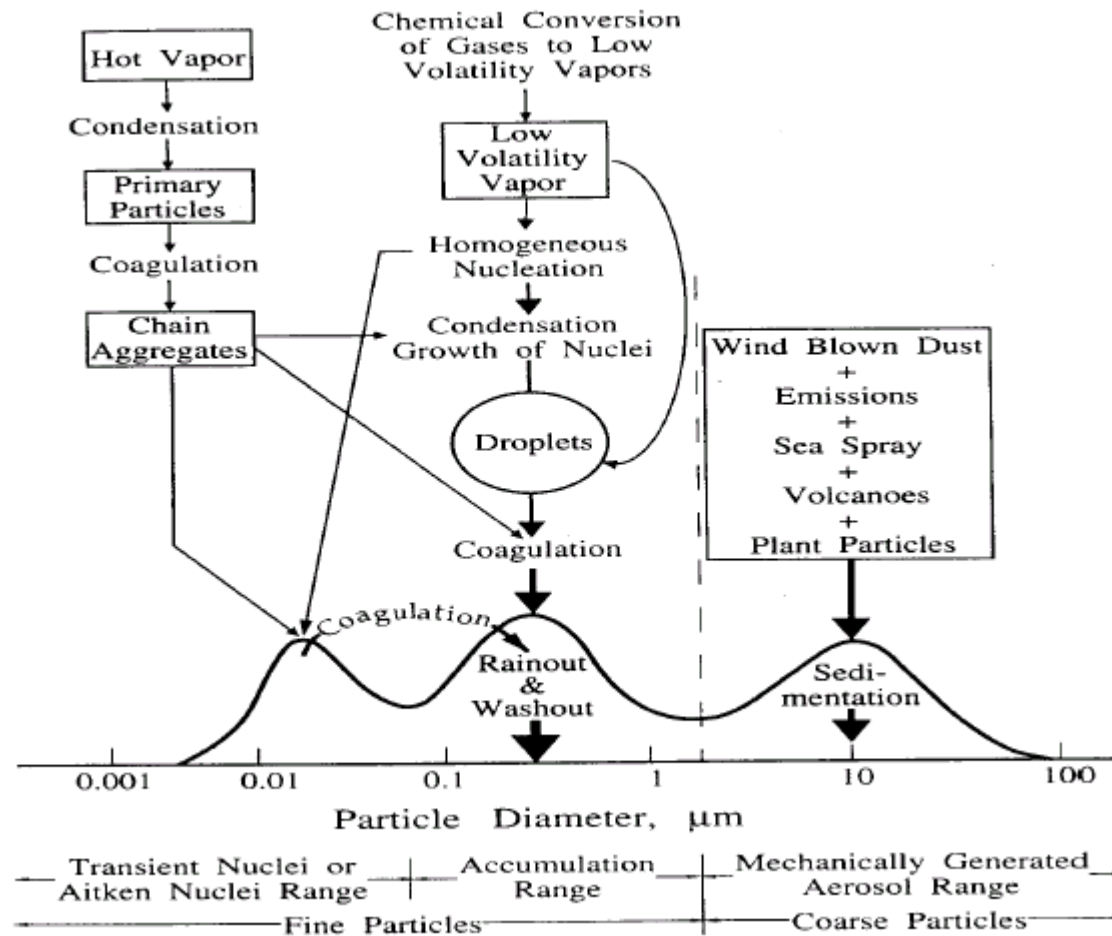 Hot Vapor
Condensation
Primary
Particles
Coagulation
Chain
Aggregates
Chemical Conversion
of Gases to Low
Volatility Vapors
Low
Volatility
Vapor
Homogeneous
Nucleation
Condensation
Growth of Nuclei
Droplets
Coagulation
Wind Blown Dust
+
Emissions
+
Sea Spray
+
Volcanoes
+
Plant Particles
Coagulation
Rainout
&
Washout
Sedi-
mentation
0.001 0.01 0.1 1 10 100
Particle Diameter, μm
Transient Nuclei or
Aitken Nuclei Range
Accumulation
Range
Mechanically Generated
Aerosol Range
Fine Particles
Coarse Particles